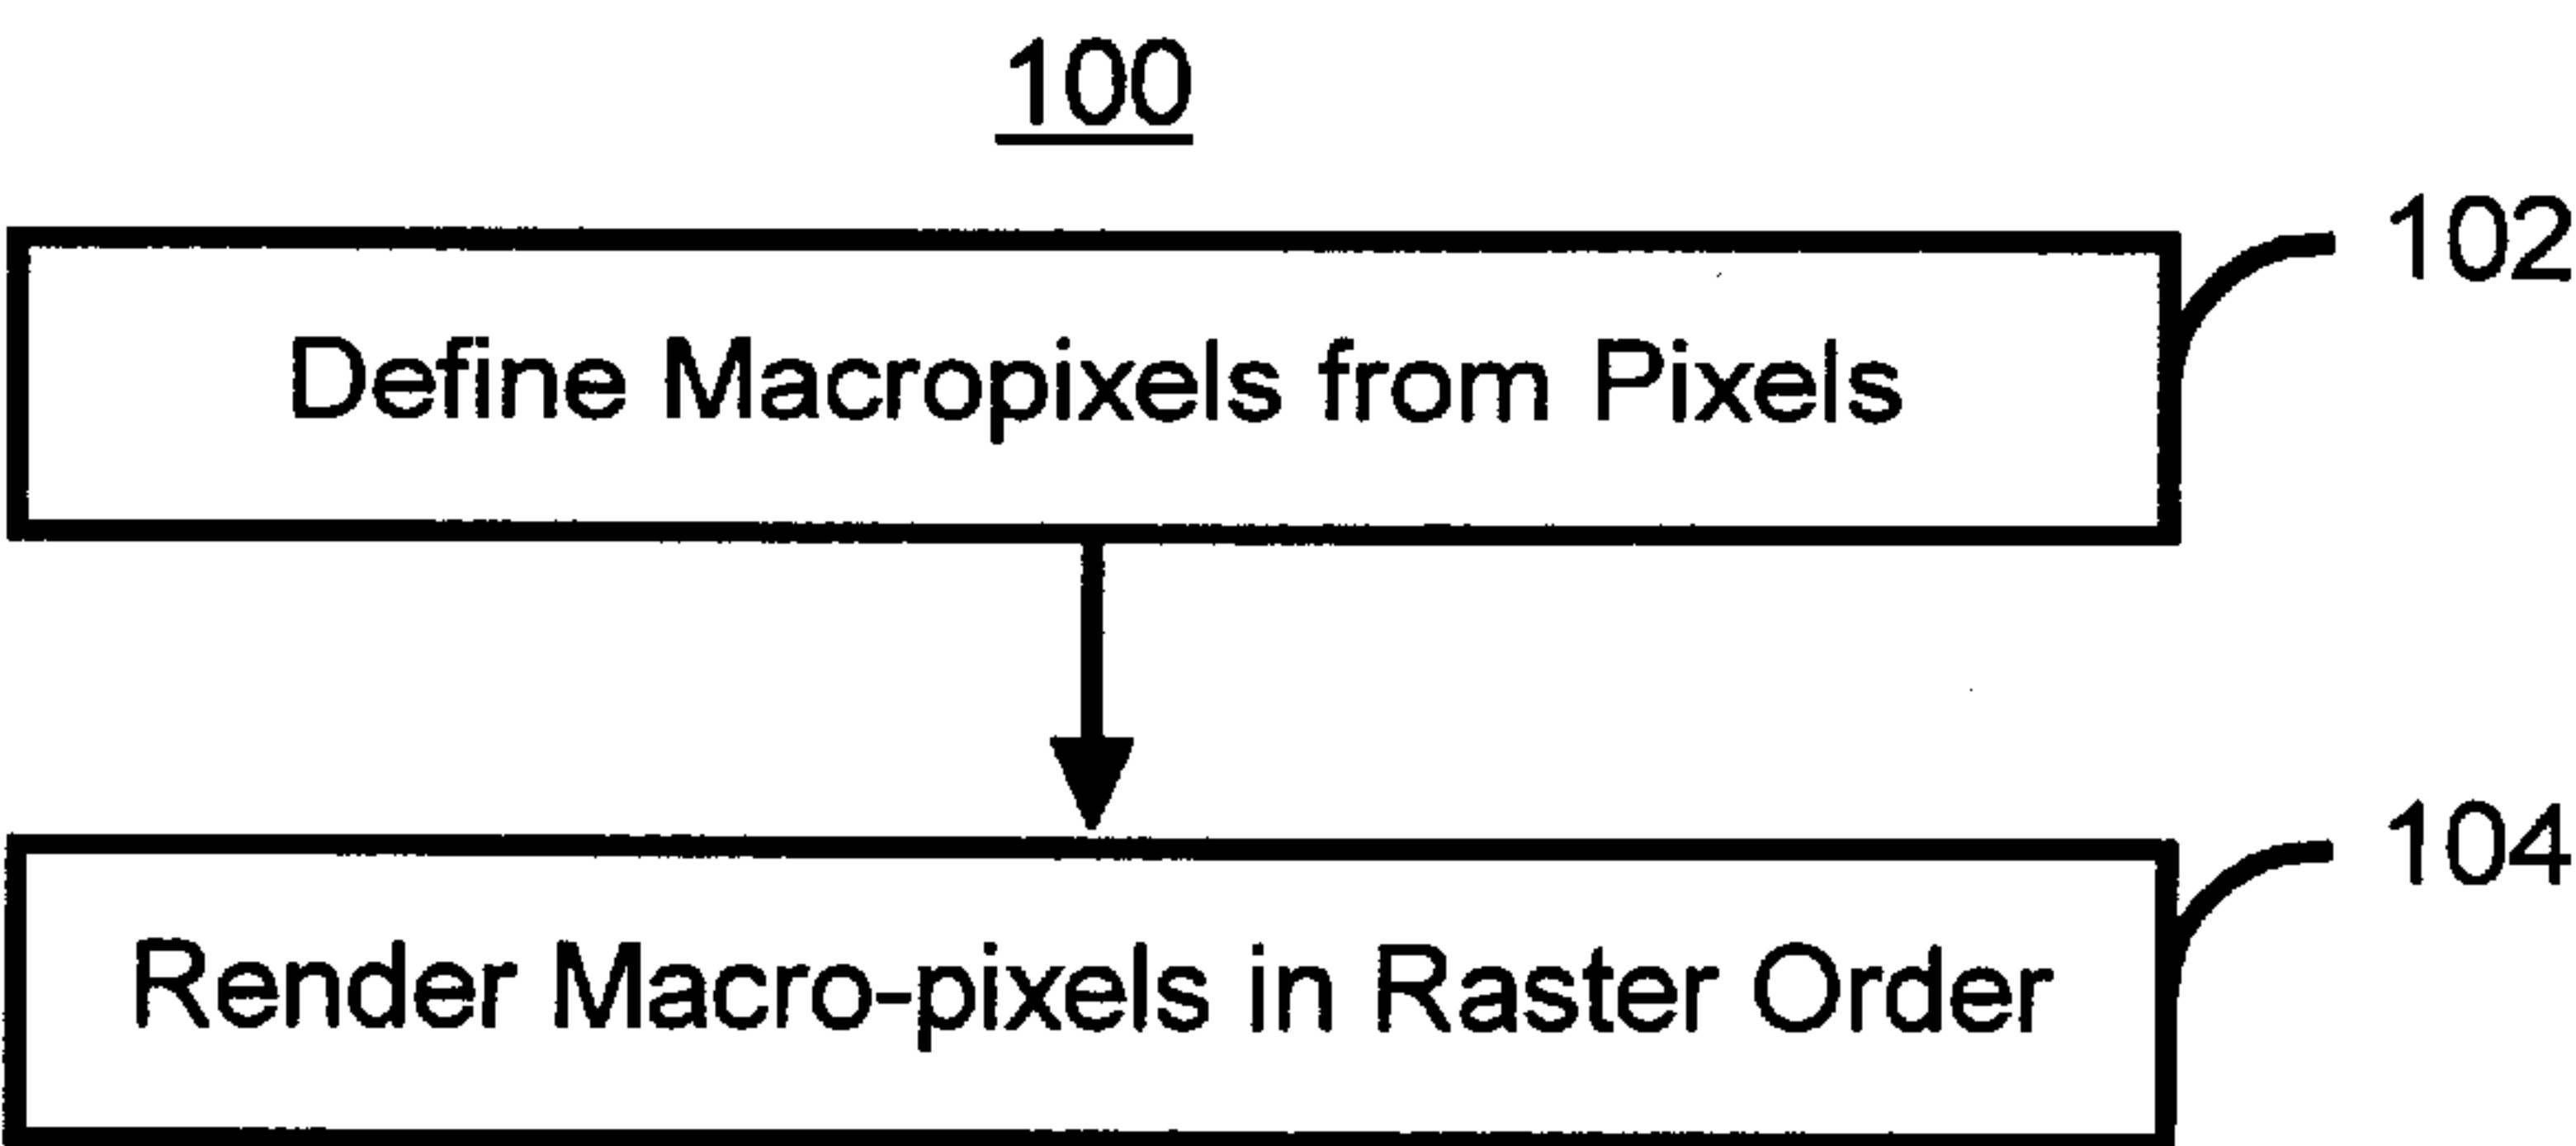 100
102
Define Macropixels from Pixels
104
Render Macro-pixels in Raster Order